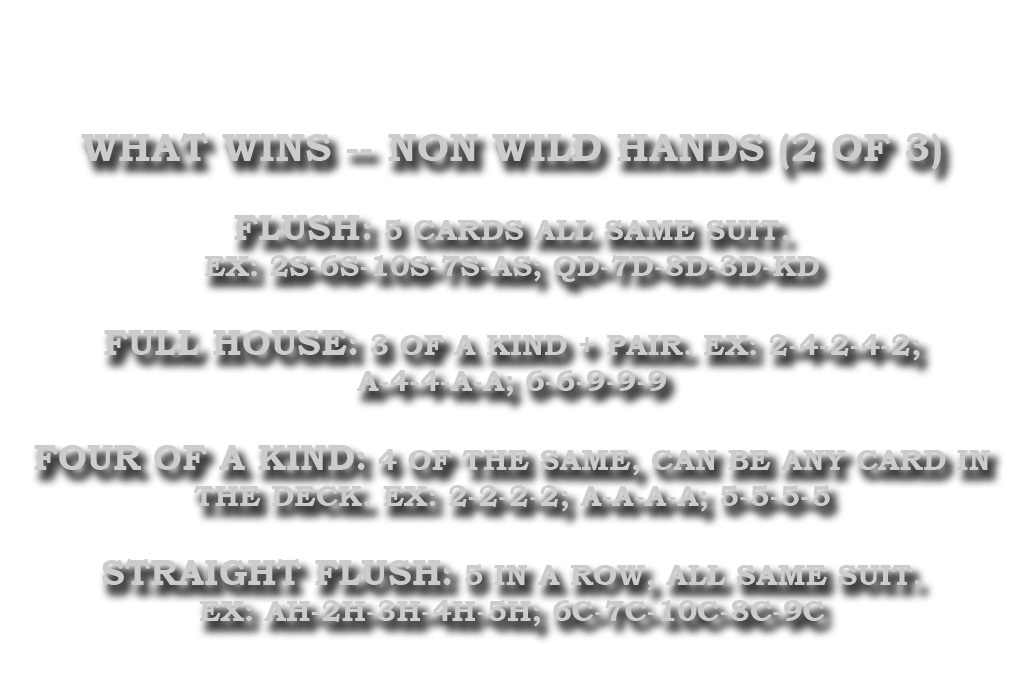 WHAT WINS -- NON WILD HANDS (2 OF 3)
FLUSH: 5 CARDS ALL SAME SUIT.
EX: 2S-6S-10S-7S-AS; QD-7D-8D-3D-KD
FULL HOUSE: 3 OF A KIND + PAIR. EX: 2-4-2-4-2;
A-4-4-A-A; 6-6-9-9-9
FOUR OF A KIND: 4 OF THE SAME, CAN BE ANY CARD IN
THE DECK. EX: 2-2-2-2; A-A-A-A; 5-5-5-5
STRAIGHT FLUSH: 5 IN A ROW, ALL SAME SUIT.
EX: AH-2H-3H-4H-5H; 6C-7C-10C-8C-9C